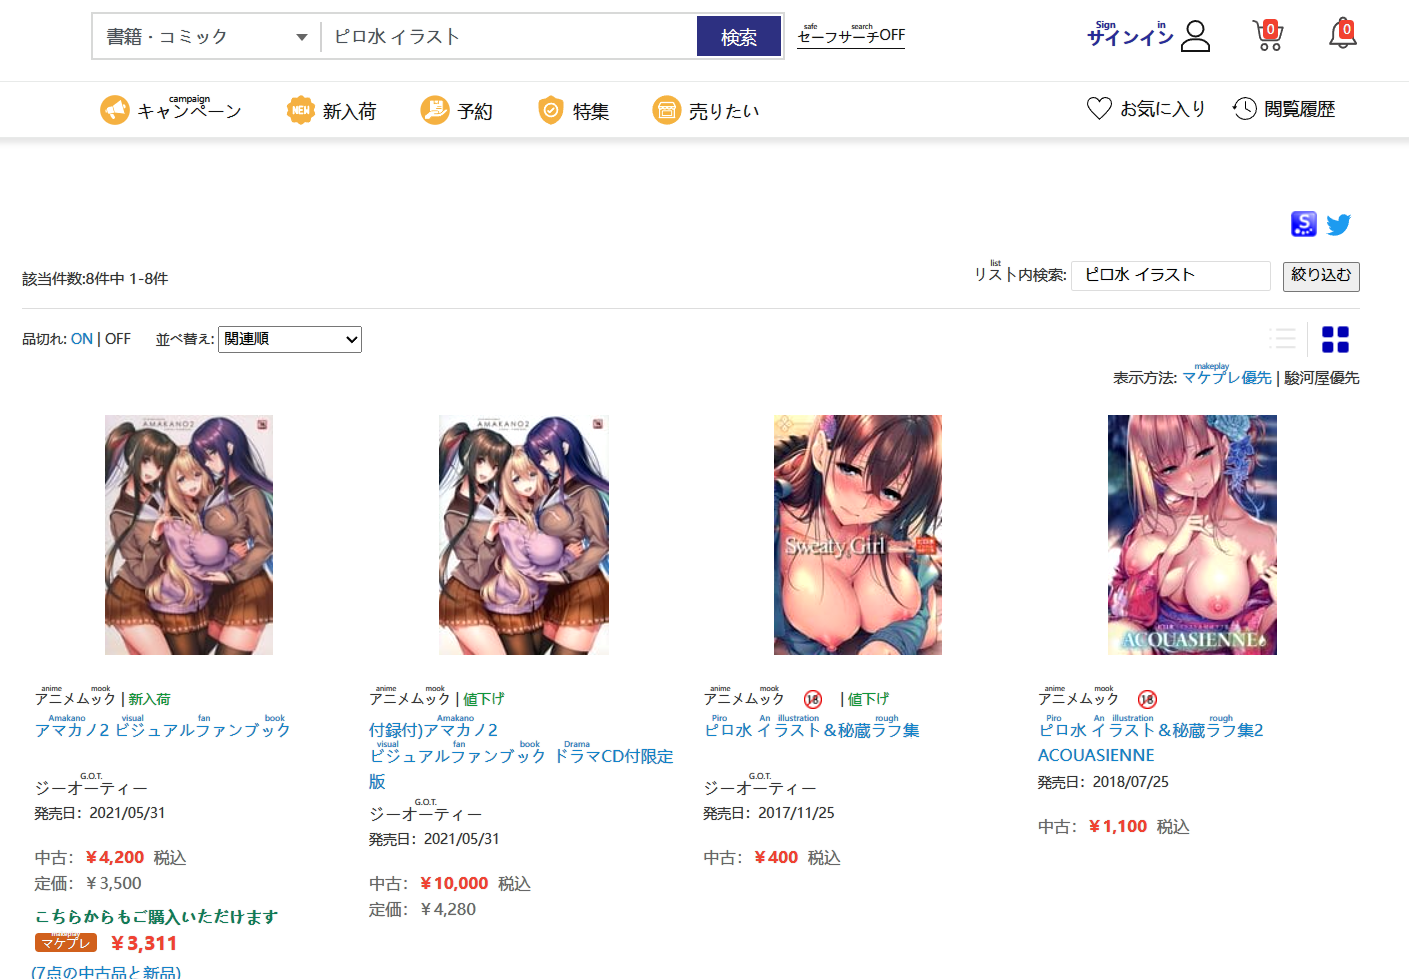 書籍・コミック
ピロ水 イラスト
検索
safe search
セーフサーチOFF
Sign in
サインイン
0
0
campaign
キャンペーン
NEW
新入荷
予約
特集
売りたい
お気に入り
閲覧履歴
該当件数:8件中 1-8件
list
リスト内検索:
ピロ水 イラスト
絞り込む
品切れ: ON | OFF
並べ替え:
関連順
makeplay
表示方法: マケプレ優先 | 駿河屋優先
AMAKANO2
AMAKANO2
Sweaty,Girl
ACQUASIENNE
anime mook
アニメムック | 新入荷
Amakano visual fan book
アマカノ2 ビジュアルファンブック
G.O.T.
ジーオーティー
発売日：2021/05/31
中古：￥4,200 税込
定価：￥3,500
こちらからもご購入いただけます
makeplay
マケプレ ￥3,311
(7点の中古品と新品)
anime mook
アニメムック | 値下げ
Amakano
付録付)アマカノ2
visual fan book Drama
ビジュアルファンブック ドラマCD付限定
版
G.O.T.
ジーオーティー
発売日：2021/05/31
中古：￥10,000 税込
定価：￥4,280
anime mook
アニメムック 18 | 値下げ
Piro An illustration rough
ピロ水 イラスト＆秘蔵ラフ集
G.O.T.
ジーオーティー
発売日：2017/11/25
中古：￥400 税込
anime mook
アニメムック 18
Piro An illustration rough
ピロ水 イラスト＆秘蔵ラフ集2
ACOUASIENNE
発売日：2018/07/25
中古：￥1,100 税込